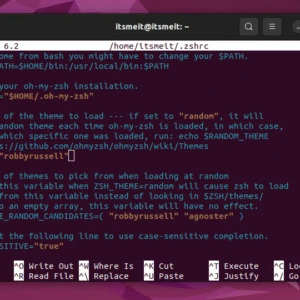 itsmeit@itsmeit: ~
6.2 /home/itsmeit/.zshrc
ome from bash you might have to change your $PATH.
ATH=$HOME/bin:/usr/local/bin:$PATH
your oh-my-zsh installation.
="$HOME/.oh-my-zsh"
of the theme to load --- if set to "random", it will
andom theme each time oh-my-zsh is loaded, in which case,
which specific one was loaded, run: echo $RANDOM_THEME
s://github.com/ohmyzsh/ohmyzsh/wiki/Themes
"robbyrussell"
of themes to pick from when loading at random
this variable when ZSH_THEME=random will cause zsh to load
from this variable instead of looking in $ZSH/themes/
to an empty array, this variable will have no effect.
E_RANDOM_CANDIDATES=( "robbyrussell" "agnoster" )
t the following line to use case-sensitive completion.
SITIVE="true"
^O Write Out ^W Where Is ^K Cut ^T Execute ^C Lo
^R Read File ^\ Replace ^U Paste ^J Justify ^/